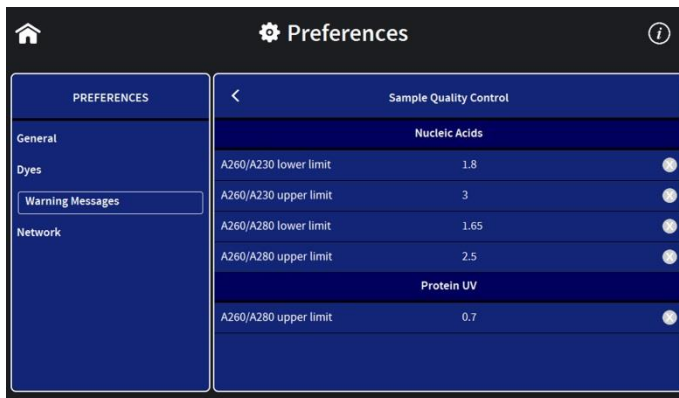 Preferences
i
PREFERENCES
General
Dyes
Warning Messages
Network
Sample Quality Control
Nucleic Acids
A260/A230 lower limit 1.8
A260/A230 upper limit 3
A260/A280 lower limit 1.65
A260/A280 upper limit 2.5
Protein UV
A260/A280 upper limit 0.7